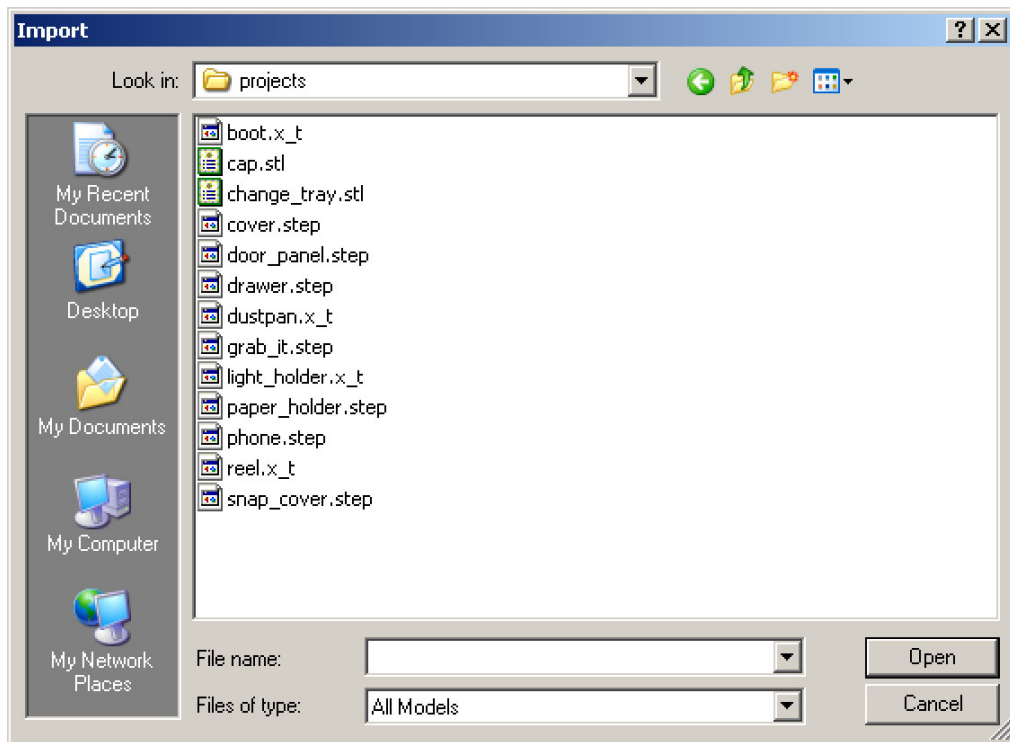 Import
Look in: projects
My Recent
Documents
Desktop
My Documents
My Computer
My Network
Places
boot.x_t
cap.stl
change_tray.stl
cover.step
door_panel.step
drawer.step
dustpan.x_t
grab_it.step
light_holder.x_t
paper_holder.step
phone.step
reel.x_t
snap_cover.step
File name:
Open
Files of type: All Models
Cancel